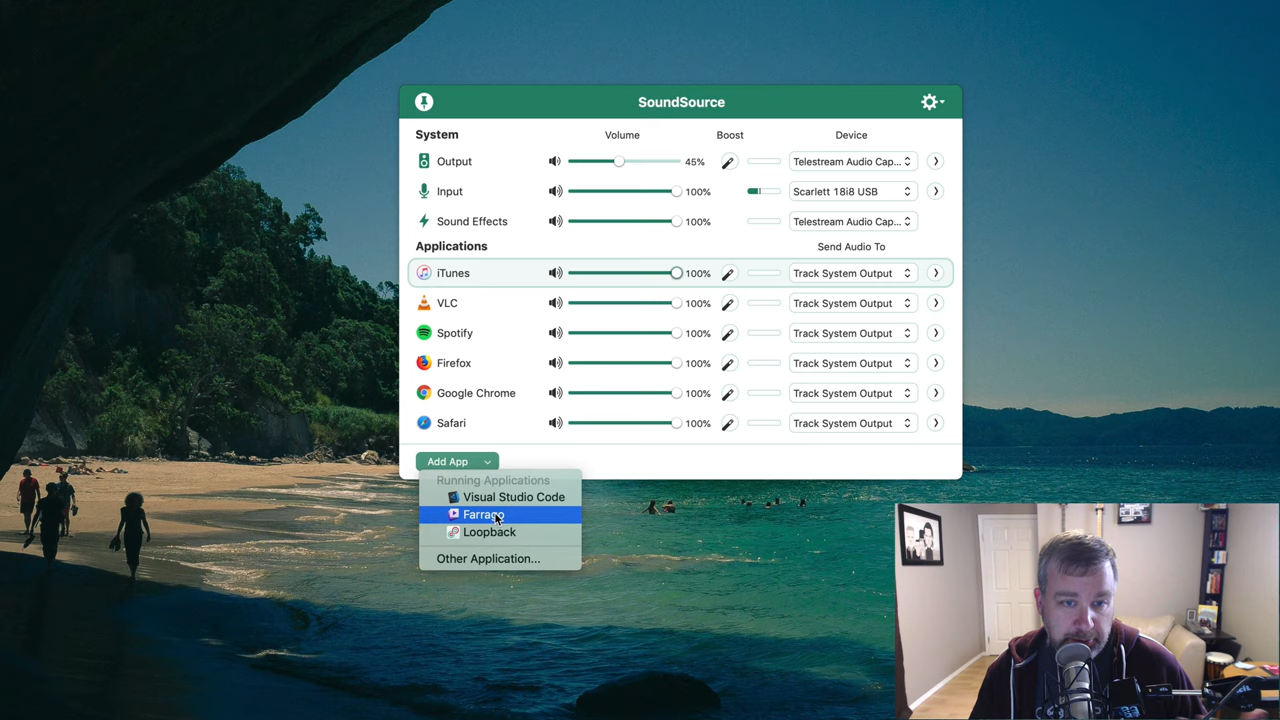 SoundSource
System Volume Boost Device
Output 45% Telestream Audio Cap...
Input 100% Scarlett 18i8 USB
Sound Effects 100% Telestream Audio Cap...
Applications Send Audio To
iTunes 100% Track System Output
VLC 100% Track System Output
Spotify 100% Track System Output
Firefox 100% Track System Output
Google Chrome 100% Track System Output
Safari 100% Track System Output
Add App
Running Applications
Visual Studio Code
Farrago
Loopback
Other Application...